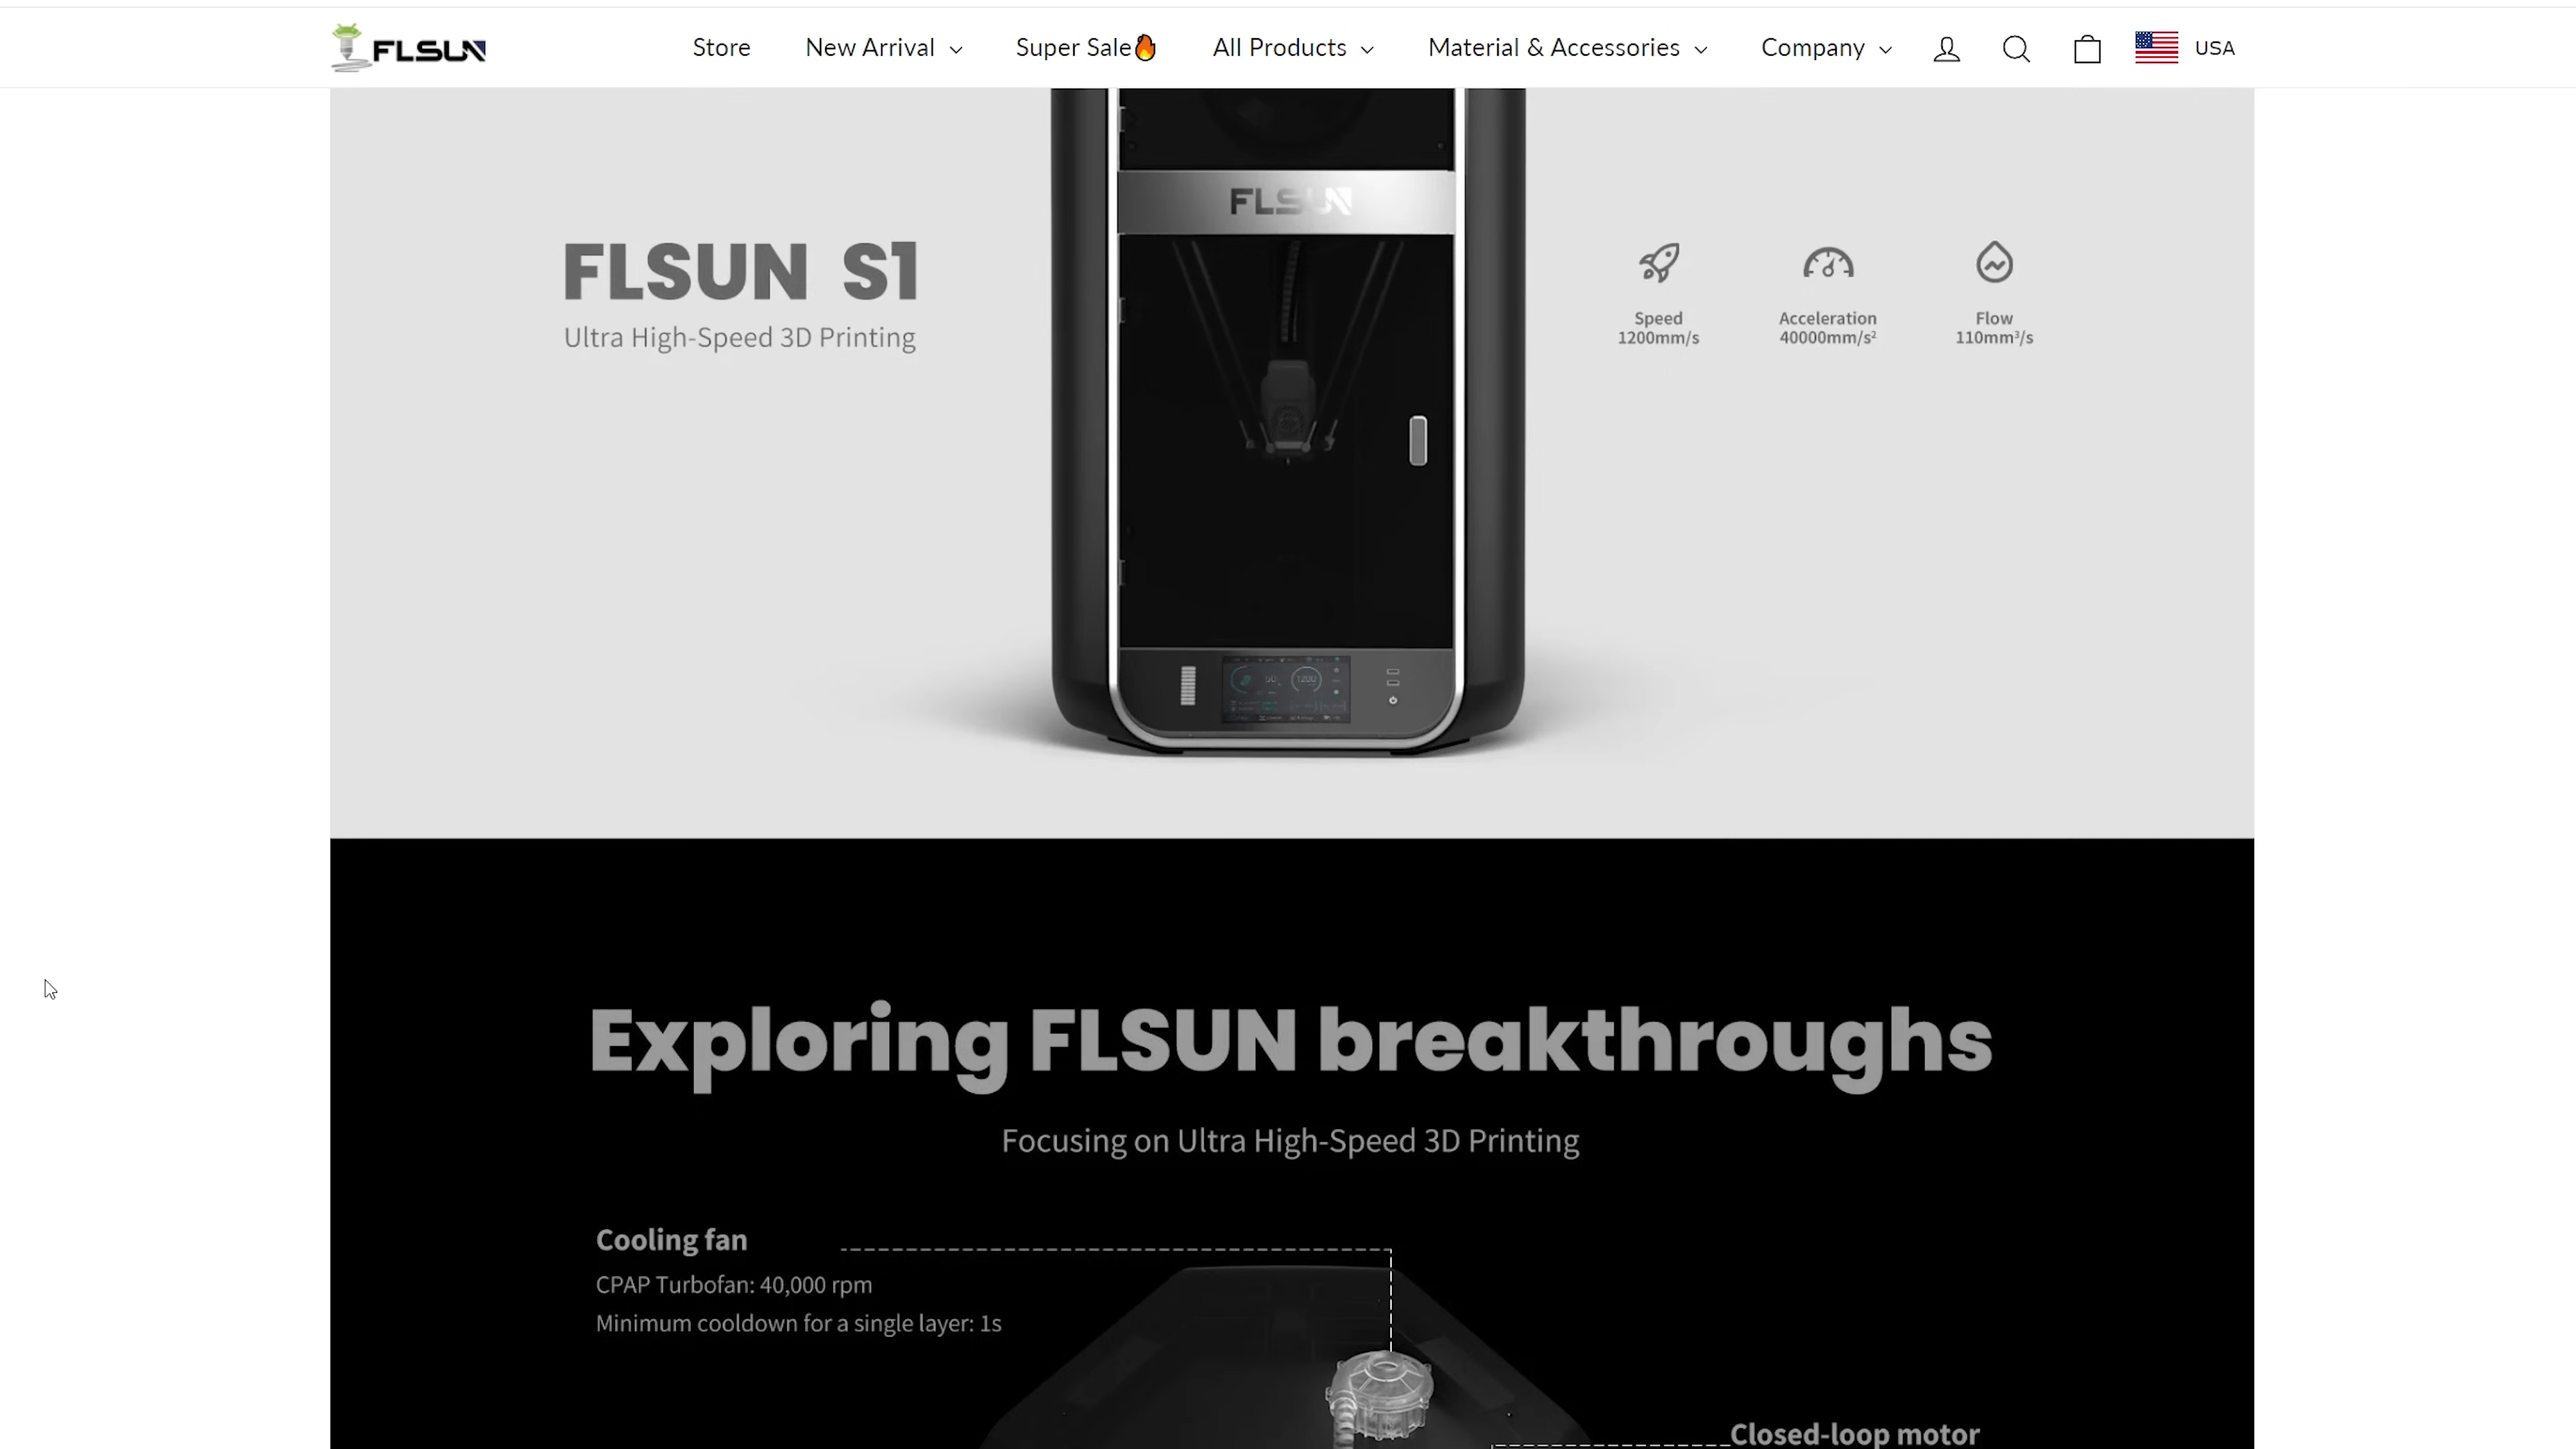 FLSUN
Store
New Arrival
Super Sale🔥
All Products
Material & Accessories
Company
USA
FLSUN
FLSUN S1
Ultra High-Speed 3D Printing
Speed
1200mm/s
Acceleration
40000mm/s²
Flow
110mm³/s
1200
Exploring FLSUN breakthroughs
Focusing on Ultra High-Speed 3D Printing
Cooling fan
CPAP Turbofan: 40,000 rpm
Minimum cooldown for a single layer: 1s
Closed-loop motor